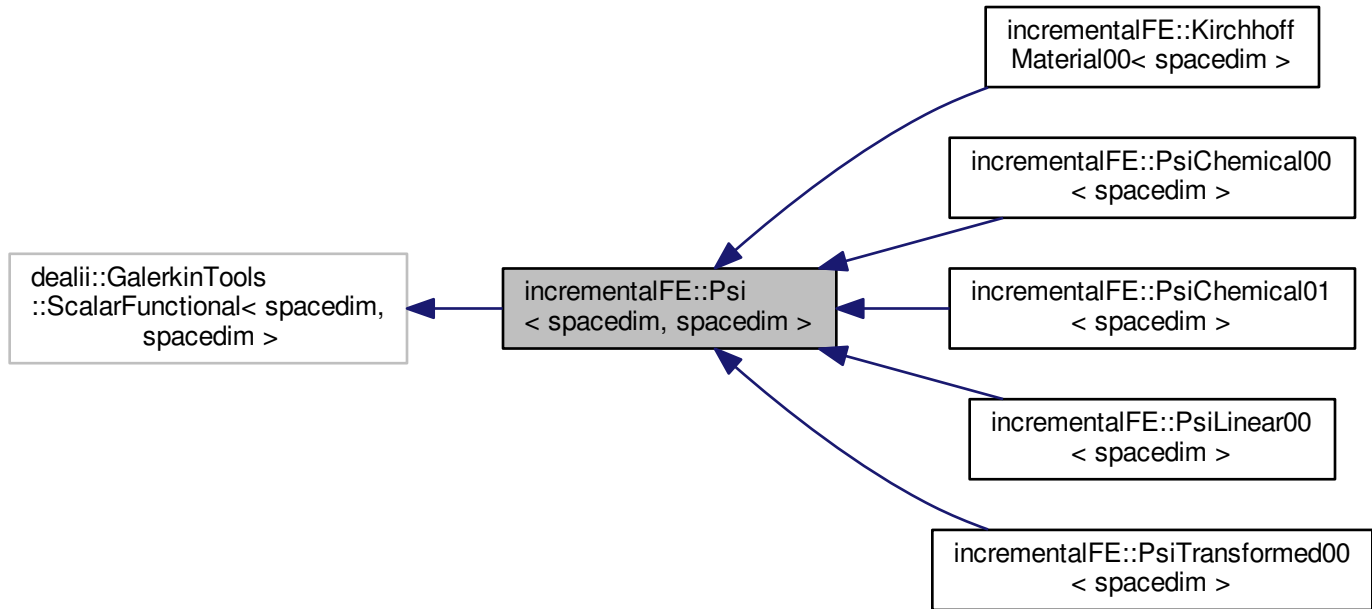 incrementalFE::Kirchhoff
Material00< spacedim >
incrementalFE::PsiChemical00
< spacedim >
dealii::GalerkinTools
::ScalarFunctional< spacedim,
spacedim >
incrementalFE::Psi
< spacedim, spacedim >
incrementalFE::PsiChemical01
< spacedim >
incrementalFE::PsiLinear00
< spacedim >
incrementalFE::PsiTransformed00
< spacedim >